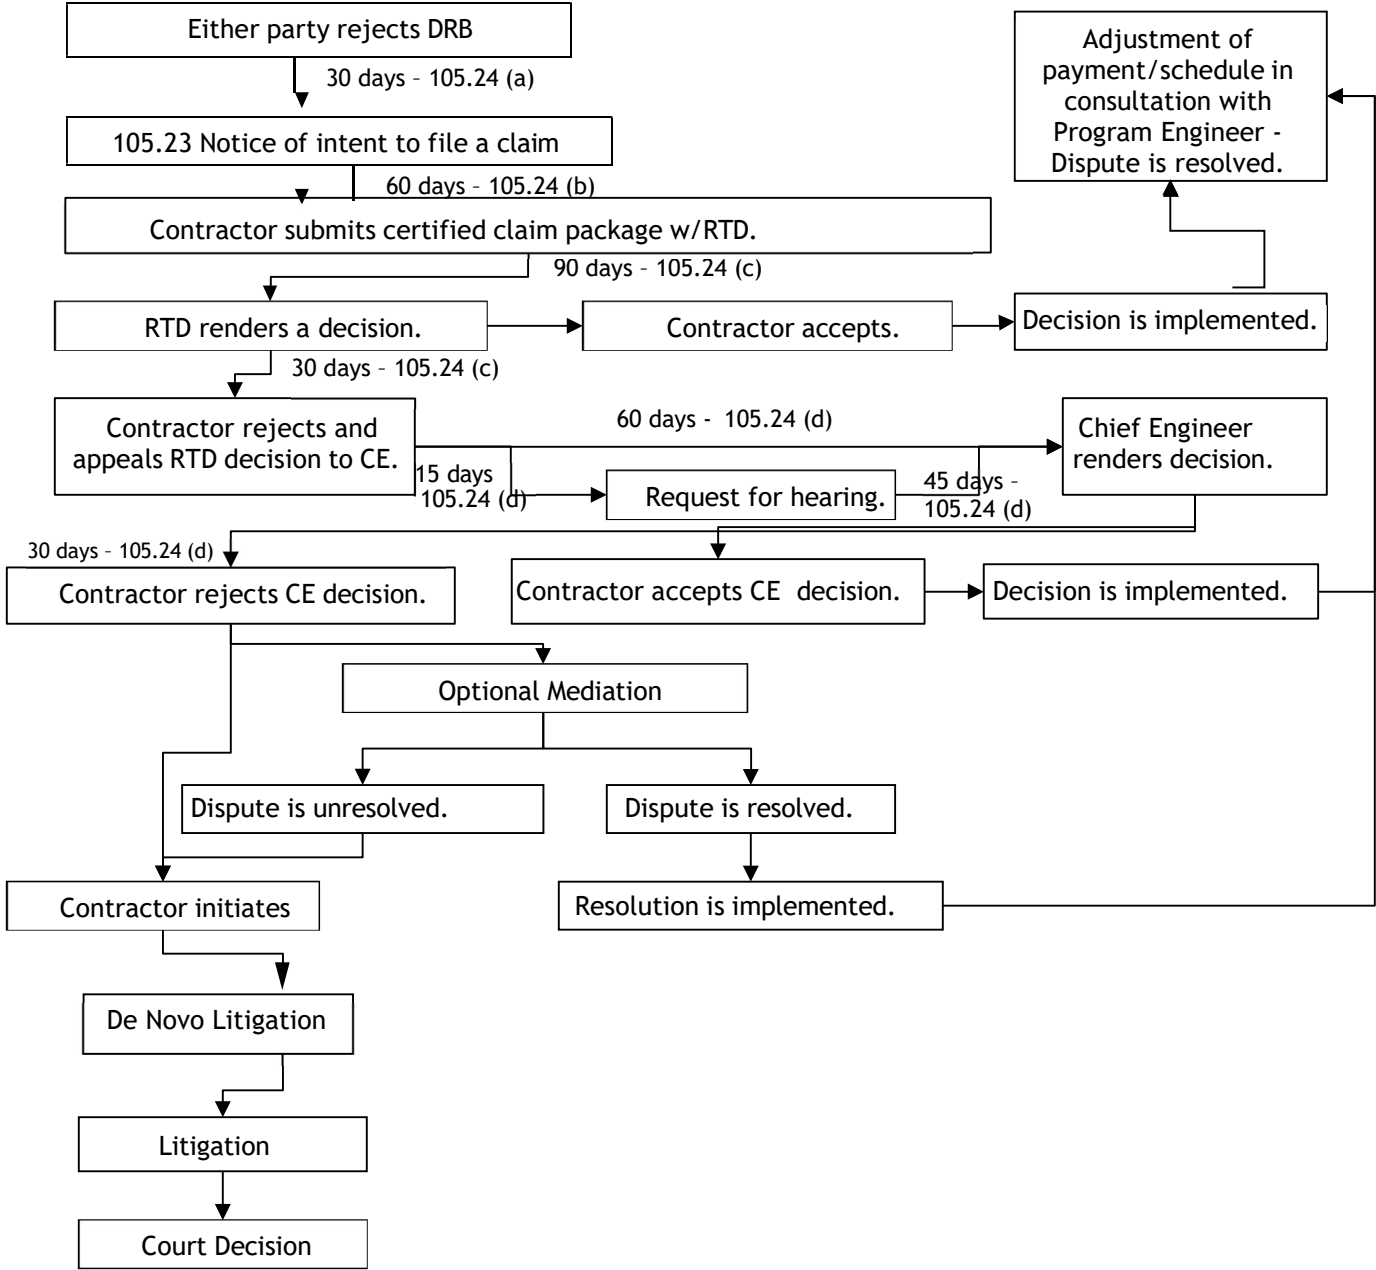 Either party rejects DRB
30 days – 105.24 (a)
105.23 Notice of intent to file a claim
60 days – 105.24 (b)
Contractor submits certified claim package w/RTD.
90 days – 105.24 (c)
Adjustment of
payment/schedule in
consultation with
Program Engineer -
Dispute is resolved.
RTD renders a decision.
Contractor accepts.
Decision is implemented.
30 days – 105.24 (c)
Contractor rejects and
appeals RTD decision to CE.
60 days - 105.24 (d)
15 days
105.24 (d)
Request for hearing.
45 days –
105.24 (d)
Chief Engineer
renders decision.
30 days – 105.24 (d)
Contractor rejects CE decision.
Contractor accepts CE decision.
Decision is implemented.
Optional Mediation
Dispute is unresolved.
Dispute is resolved.
Contractor initiates
Resolution is implemented.
De Novo Litigation
Litigation
Court Decision